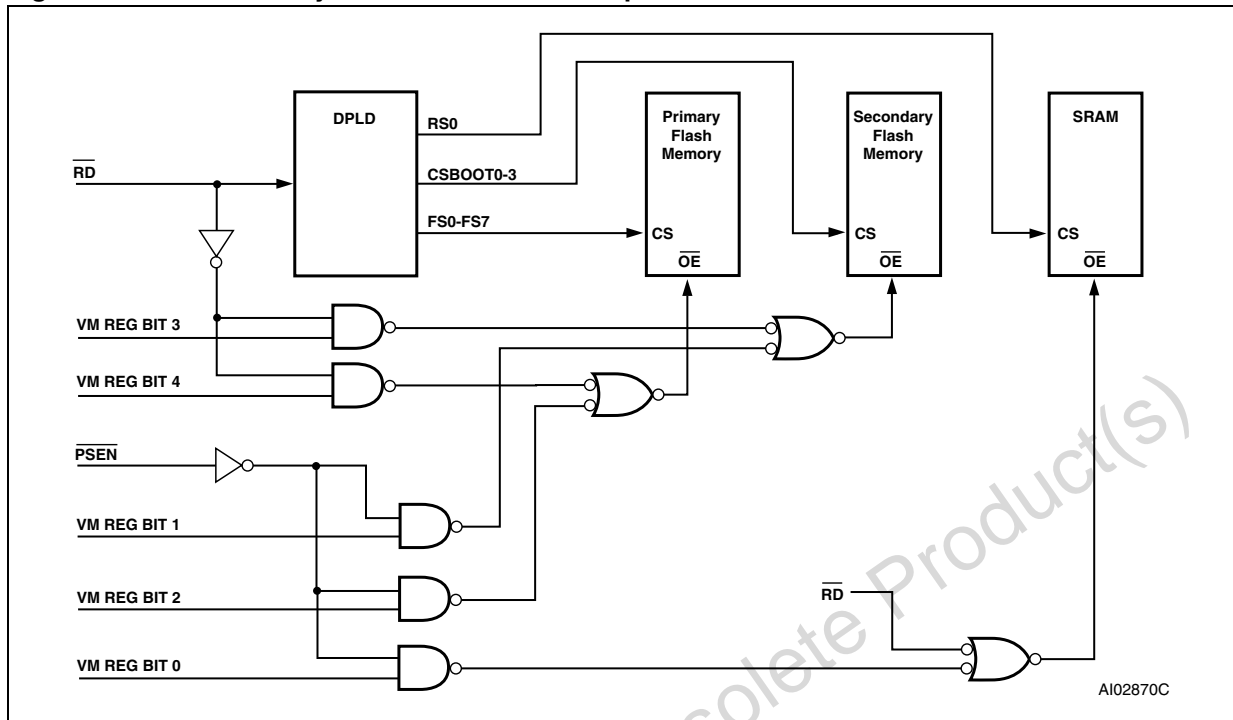 DPLD
RS0
CSBOOT0-3
FS0-FS7
Primary
Flash
Memory
CS
OE
Secondary
Flash
Memory
CS
OE
SRAM
CS
OE
RD
VM REG BIT 3
VM REG BIT 4
PSEN
VM REG BIT 1
VM REG BIT 2
VM REG BIT 0
RD
solete Product(s)
AI02870C